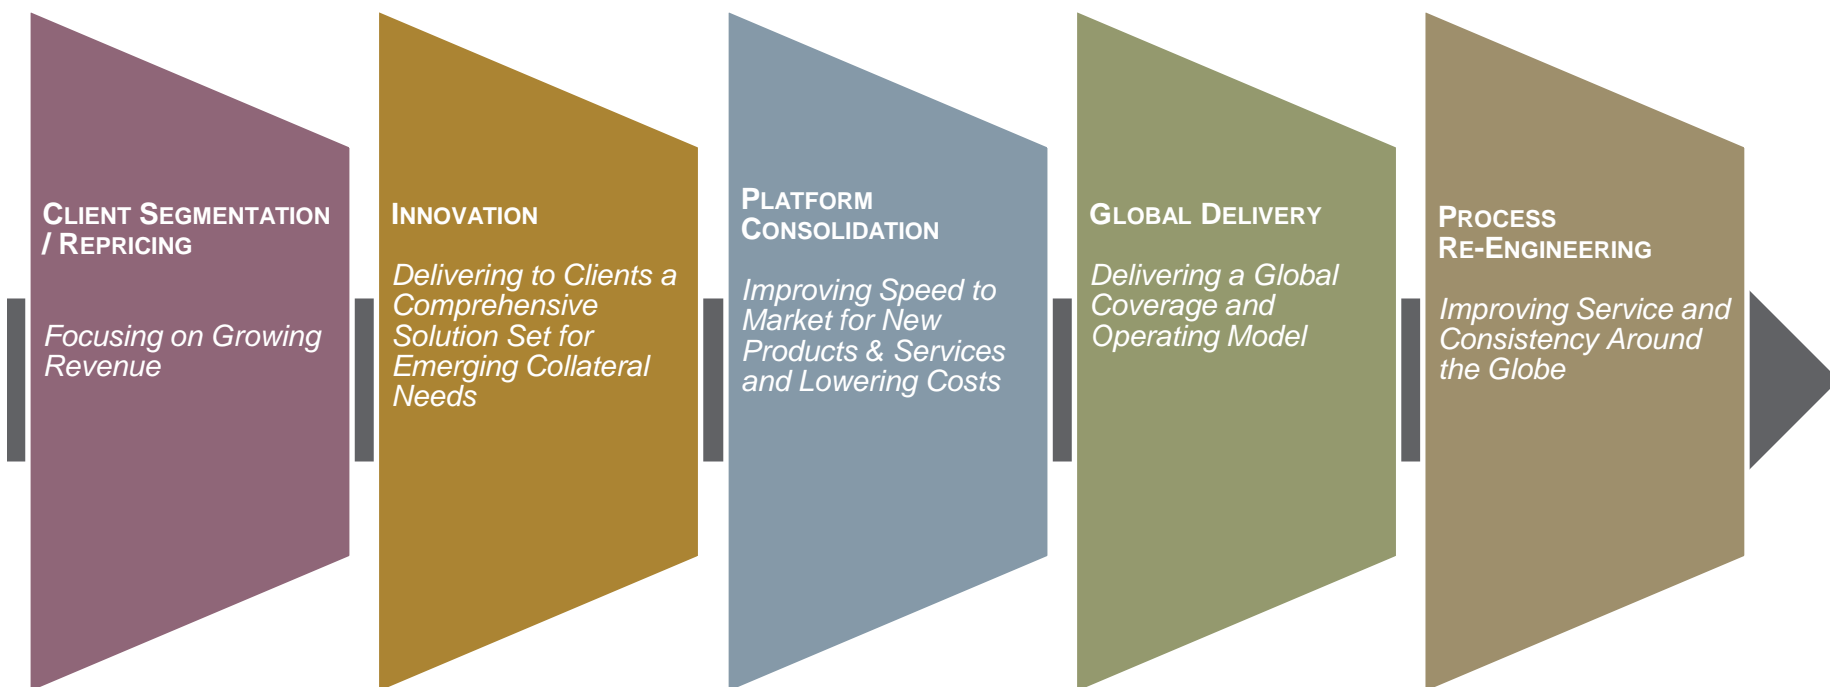 CLIENT SEGMENTATION
/ REPRICING
Focusing on Growing
Revenue
INNOVATION
Delivering to Clients a
Comprehensive
Solution Set for
Emerging Collateral
Needs
PLATFORM
CONSOLIDATION
Improving Speed to
Market for New
Products & Services
and Lowering Costs
GLOBAL DELIVERY
Delivering a Global
Coverage and
Operating Model
PROCESS
RE-ENGINEERING
Improving Service and
Consistency Around
the Globe